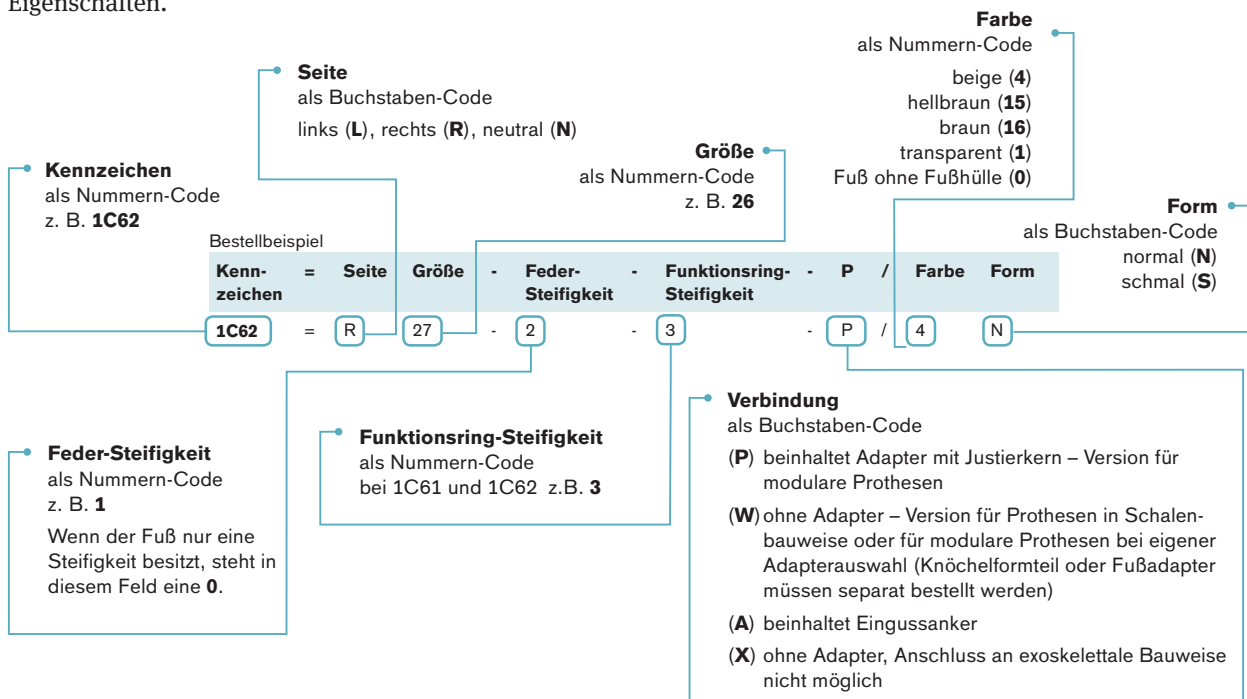 Eigenschaften.
Farbe
als Nummern-Code
beige (4)
hellbraun (15)
braun (16)
transparent (1)
Fuß ohne Fußhülle (0)
Seite
als Buchstaben-Code
links (L), rechts (R), neutral (N)
Größe
als Nummern-Code
z. B. 26
Kennzeichen
als Nummern-Code
z. B. 1C62
Form
als Buchstaben-Code
normal (N)
schmal (S)
Bestellbeispiel
Kenn- = Seite Größe - Feder- - Funktionsring- - P / Farbe Form
zeichen Steifigkeit Steifigkeit
1C62 = R 27 - 2 - 3 - P / 4 N
Feder-Steifigkeit
als Nummern-Code
z. B. 1
Wenn der Fuß nur eine
Steifigkeit besitzt, steht in
diesem Feld eine 0.
Funktionsring-Steifigkeit
als Nummern-Code
bei 1C61 und 1C62 z.B. 3
Verbindung
als Buchstaben-Code
(P) beinhaltet Adapter mit Justierkern – Version für
modulare Prothesen
(W) ohne Adapter – Version für Prothesen in Schalen-
bauweise oder für modulare Prothesen bei eigener
Adapterauswahl (Knöchelformteil oder Fußadapter
müssen separat bestellt werden)
(A) beinhaltet Eingussanker
(X) ohne Adapter, Anschluss an exoskelettale Bauweise
nicht möglich